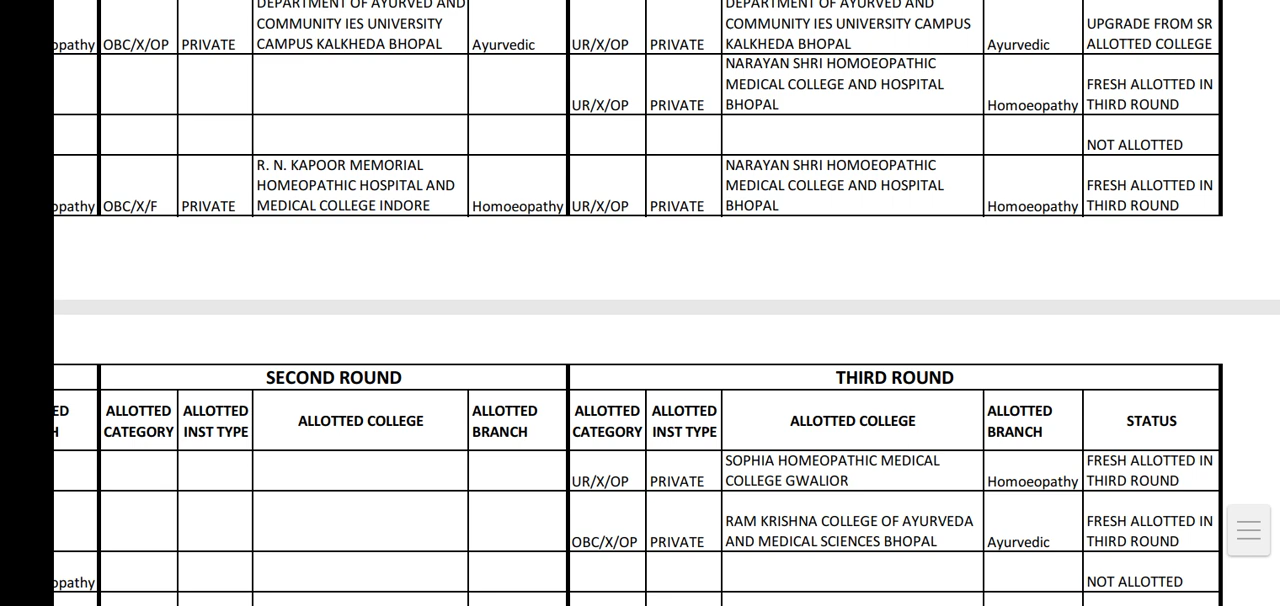 DEPARTMENT OF AYURVED AND
COMMUNITY IES UNIVERSITY
OBC/X/OP PRIVATE CAMPUS KALKHEDA BHOPAL Ayurvedic
DEPARTMENT OF AYURVED AND
COMMUNITY IES UNIVERSITY CAMPUS
UR/X/OP PRIVATE KALKHEDA BHOPAL Ayurvedic
UPGRADE FROM SR
ALLOTTED COLLEGE
NARAYAN SHRI HOMOEOPATHIC
MEDICAL COLLEGE AND HOSPITAL
UR/X/OP PRIVATE BHOPAL Homoeopathy
FRESH ALLOTTED IN
THIRD ROUND
NOT ALLOTTED
R. N. KAPOOR MEMORIAL
HOMEOPATHIC HOSPITAL AND
OBC/X/F PRIVATE MEDICAL COLLEGE INDORE Homoeopathy
NARAYAN SHRI HOMOEOPATHIC
MEDICAL COLLEGE AND HOSPITAL
UR/X/OP PRIVATE BHOPAL Homoeopathy
FRESH ALLOTTED IN
THIRD ROUND
SECOND ROUND
THIRD ROUND
ALLOTTED
CATEGORY
ALLOTTED
INST TYPE
ALLOTTED COLLEGE
ALLOTTED
BRANCH
ALLOTTED
CATEGORY
ALLOTTED
INST TYPE
ALLOTTED COLLEGE
ALLOTTED
BRANCH
STATUS
SOPHIA HOMEOPATHIC MEDICAL
UR/X/OP PRIVATE COLLEGE GWALIOR Homoeopathy
FRESH ALLOTTED IN
THIRD ROUND
RAM KRISHNA COLLEGE OF AYURVEDA
OBC/X/OP PRIVATE AND MEDICAL SCIENCES BHOPAL Ayurvedic
FRESH ALLOTTED IN
THIRD ROUND
NOT ALLOTTED